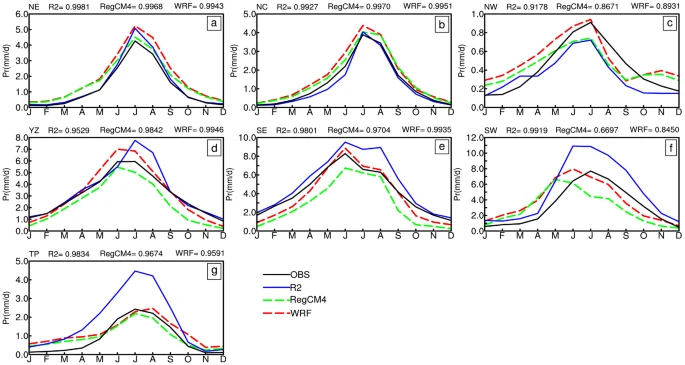 NE R2= 0.9981 RegCM4= 0.9968 WRF= 0.9943
a
Pr(mm/d)
6.0
5.0
4.0
3.0
2.0
1.0
0.0
J F M A M J J A S O N D
NC R2= 0.9927 RegCM4= 0.9970 WRF= 0.9951
b
Pr(mm/d)
5.0
4.0
3.0
2.0
1.0
0.0
J F M A M J J A S O N D
NW R2= 0.9178 RegCM4= 0.8671 WRF= 0.8931
c
Pr(mm/d)
1.0
0.8
0.6
0.4
0.2
0.0
J F M A M J J A S O N D
YZ R2= 0.9529 RegCM4= 0.9842 WRF= 0.9946
d
Pr(mm/d)
8.0
7.0
6.0
5.0
4.0
3.0
2.0
1.0
0.0
J F M A M J J A S O N D
SE R2= 0.9801 RegCM4= 0.9704 WRF= 0.9935
e
Pr(mm/d)
10.0
8.0
6.0
4.0
2.0
0.0
J F M A M J J A S O N D
SW R2= 0.9919 RegCM4= 0.6697 WRF= 0.8450
f
Pr(mm/d)
12.0
10.0
8.0
6.0
4.0
2.0
0.0
J F M A M J J A S O N D
TP R2= 0.9834 RegCM4= 0.9674 WRF= 0.9591
g
Pr(mm/d)
5.0
4.0
3.0
2.0
1.0
0.0
J F M A M J J A S O N D
OBS
R2
RegCM4
WRF